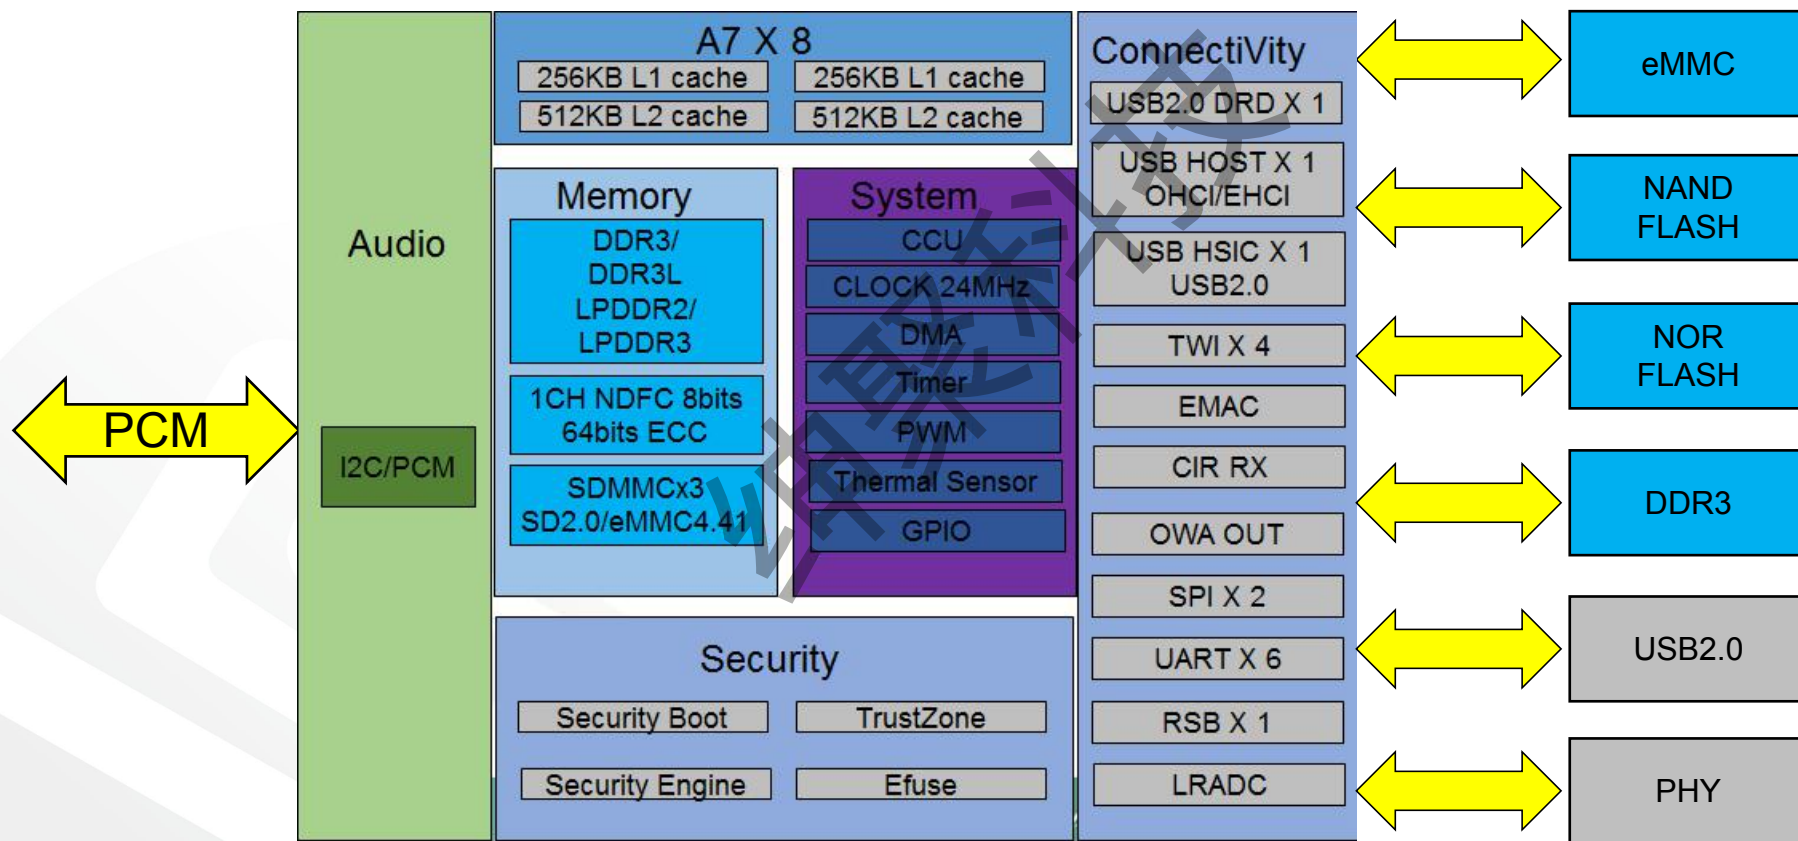 PCM
Audio
I2C/PCM
A7 X 8
256KB L1 cache
256KB L1 cache
512KB L2 cache
512KB L2 cache
Memory
DDR3/
DDR3L
LPDDR2/
LPDDR3
1CH NDFC 8bits
64bits ECC
SDMMCx3
SD2.0/eMMC4.41
System
CCU
CLOCK 24MHz
DMA
Timer
PWM
Thermal Sensor
GPIO
Security
Security Boot
TrustZone
Security Engine
Efuse
ConnectiVity
USB2.0 DRD X 1
USB HOST X 1
OHCI/EHCI
USB HSIC X 1
USB2.0
TWI X 4
EMAC
CIR RX
OWA OUT
SPI X 2
UART X 6
RSB X 1
LRADC
eMMC
NAND
FLASH
NOR
FLASH
DDR3
USB2.0
PHY